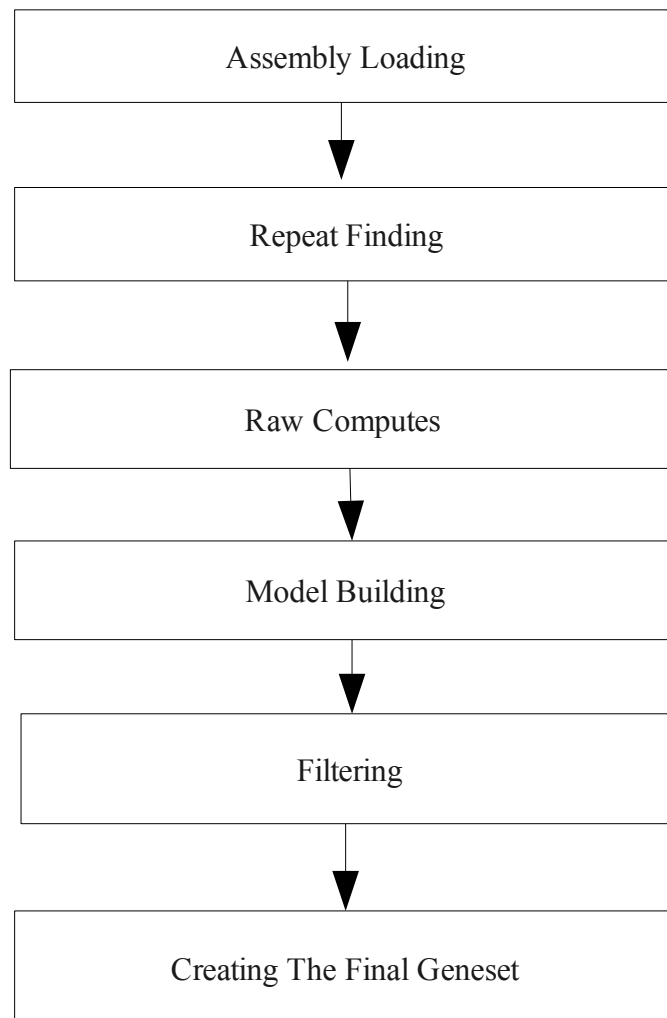 Assembly Loading
Repeat Finding
Raw Computes
Model Building
Filtering
Creating The Final Geneset